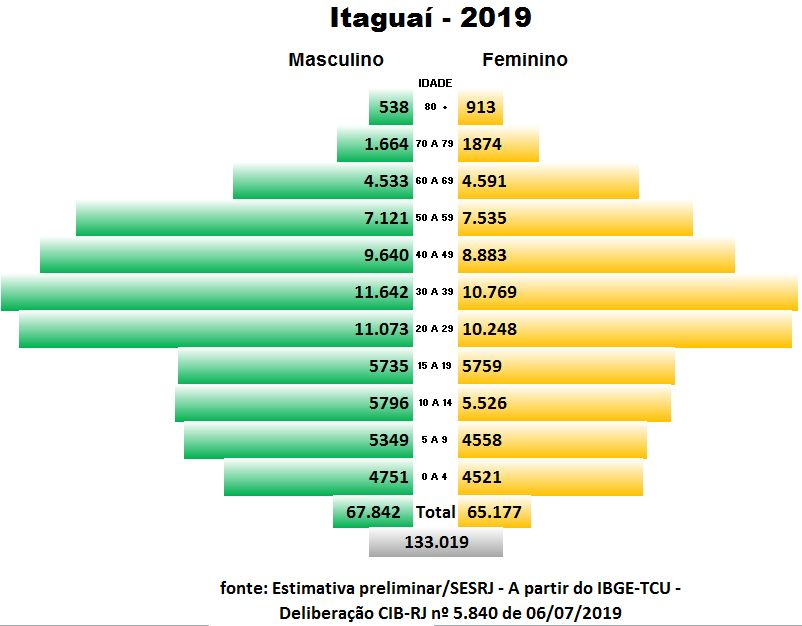 Itaguaí - 2019
Masculino Feminino
IDADE
538 80 + 913
1.664 70 A 79 1874
4.533 60 A 69 4.591
7.121 50 A 59 7.535
9.640 40 A 49 8.883
11.642 30 A 39 10.769
11.073 20 A 29 10.248
5735 15 A 19 5759
5796 10 A 14 5.526
5349 5 A 9 4558
4751 0 A 4 4521
67.842 Total 65.177
133.019
fonte: Estimativa preliminar/SESRJ - A partir do IBGE-TCU -
Deliberação CIB-RJ nº 5.840 de 06/07/2019